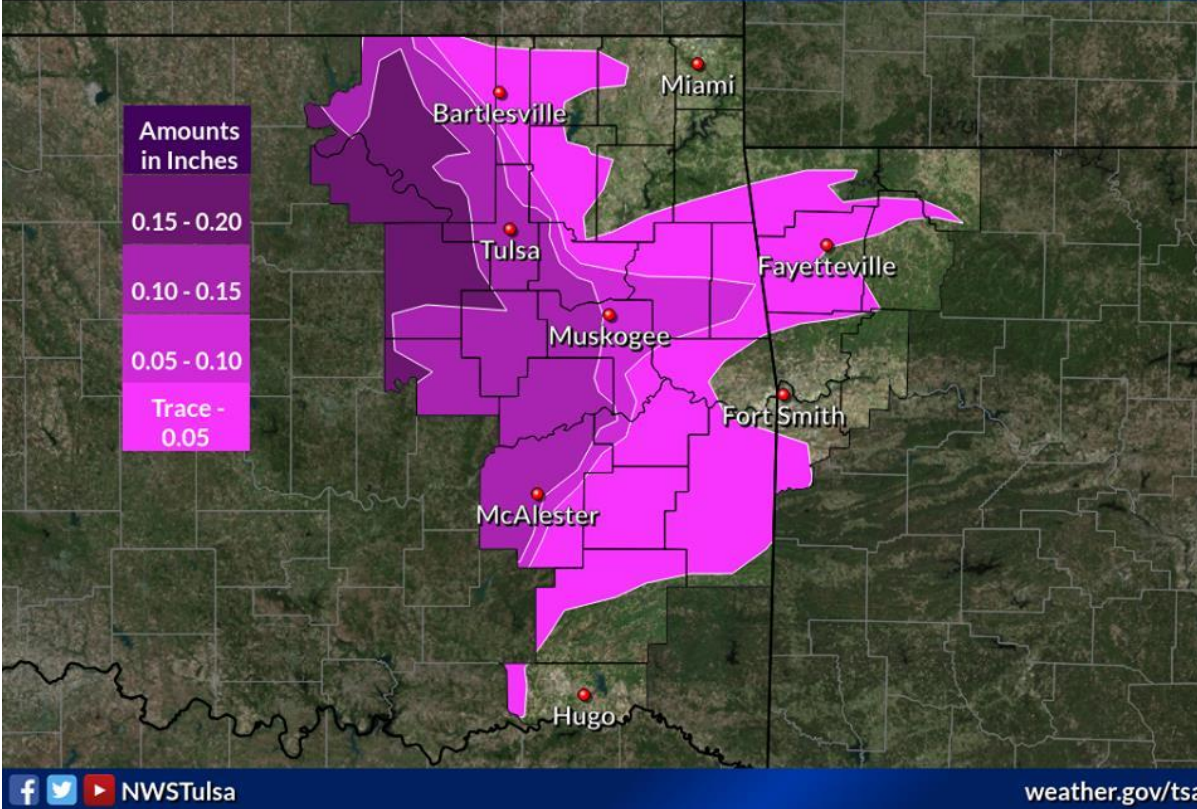 Miami
Bartlesville
Amounts
in Inches
0.15 - 0.20
Tulsa
Fayetteville
0.10 - 0.15
Muskogee
0.05 - 0.10
Trace -
0.05
Fort Smith
McAlester
Hugo
NWSTulsa
weather.gov/tsa